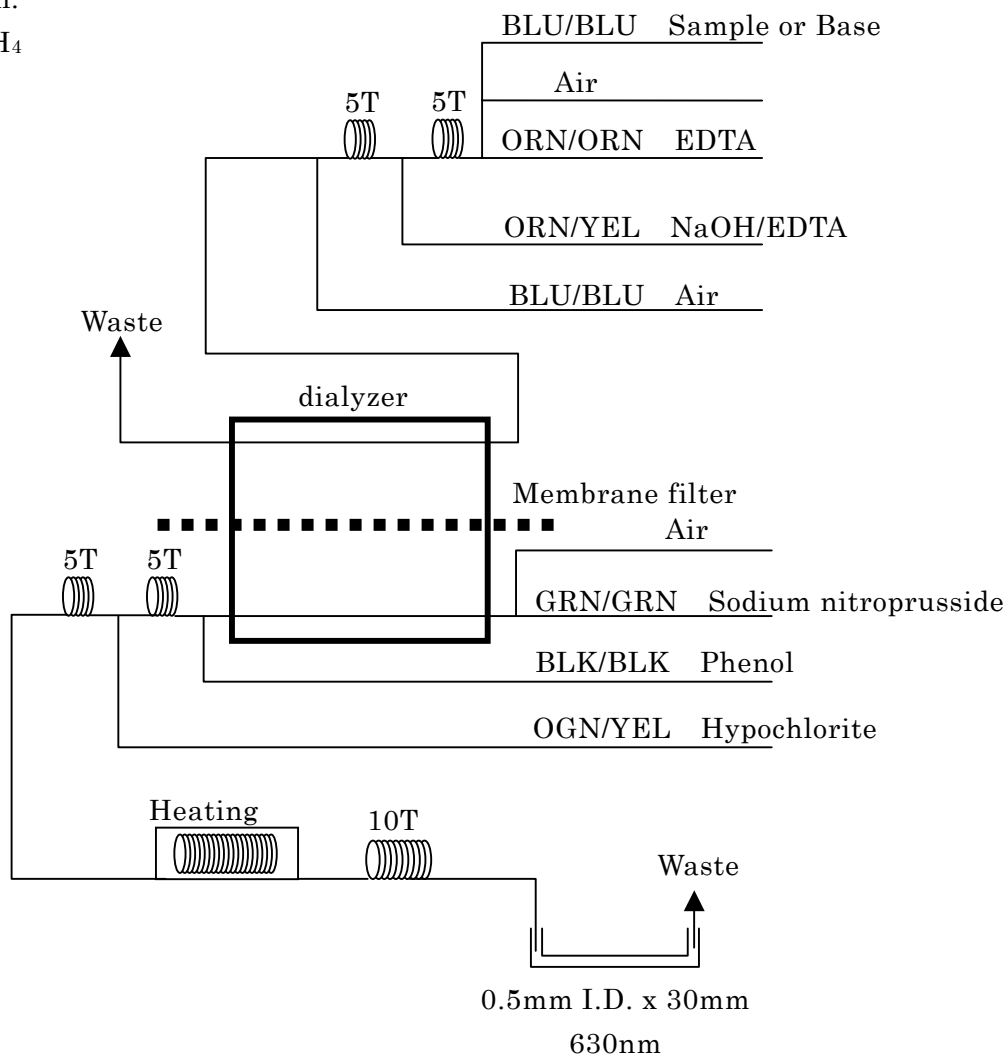 H₄
BLU/BLU Sample or Base
Air
5T 5T
ORN/ORN EDTA
ORN/YEL NaOH/EDTA
BLU/BLU Air
Waste
dialyzer
Membrane filter
Air
5T 5T
GRN/GRN Sodium nitroprusside
BLK/BLK Phenol
OGN/YEL Hypochlorite
Heating
10T
Waste
0.5mm I.D. x 30mm
630nm